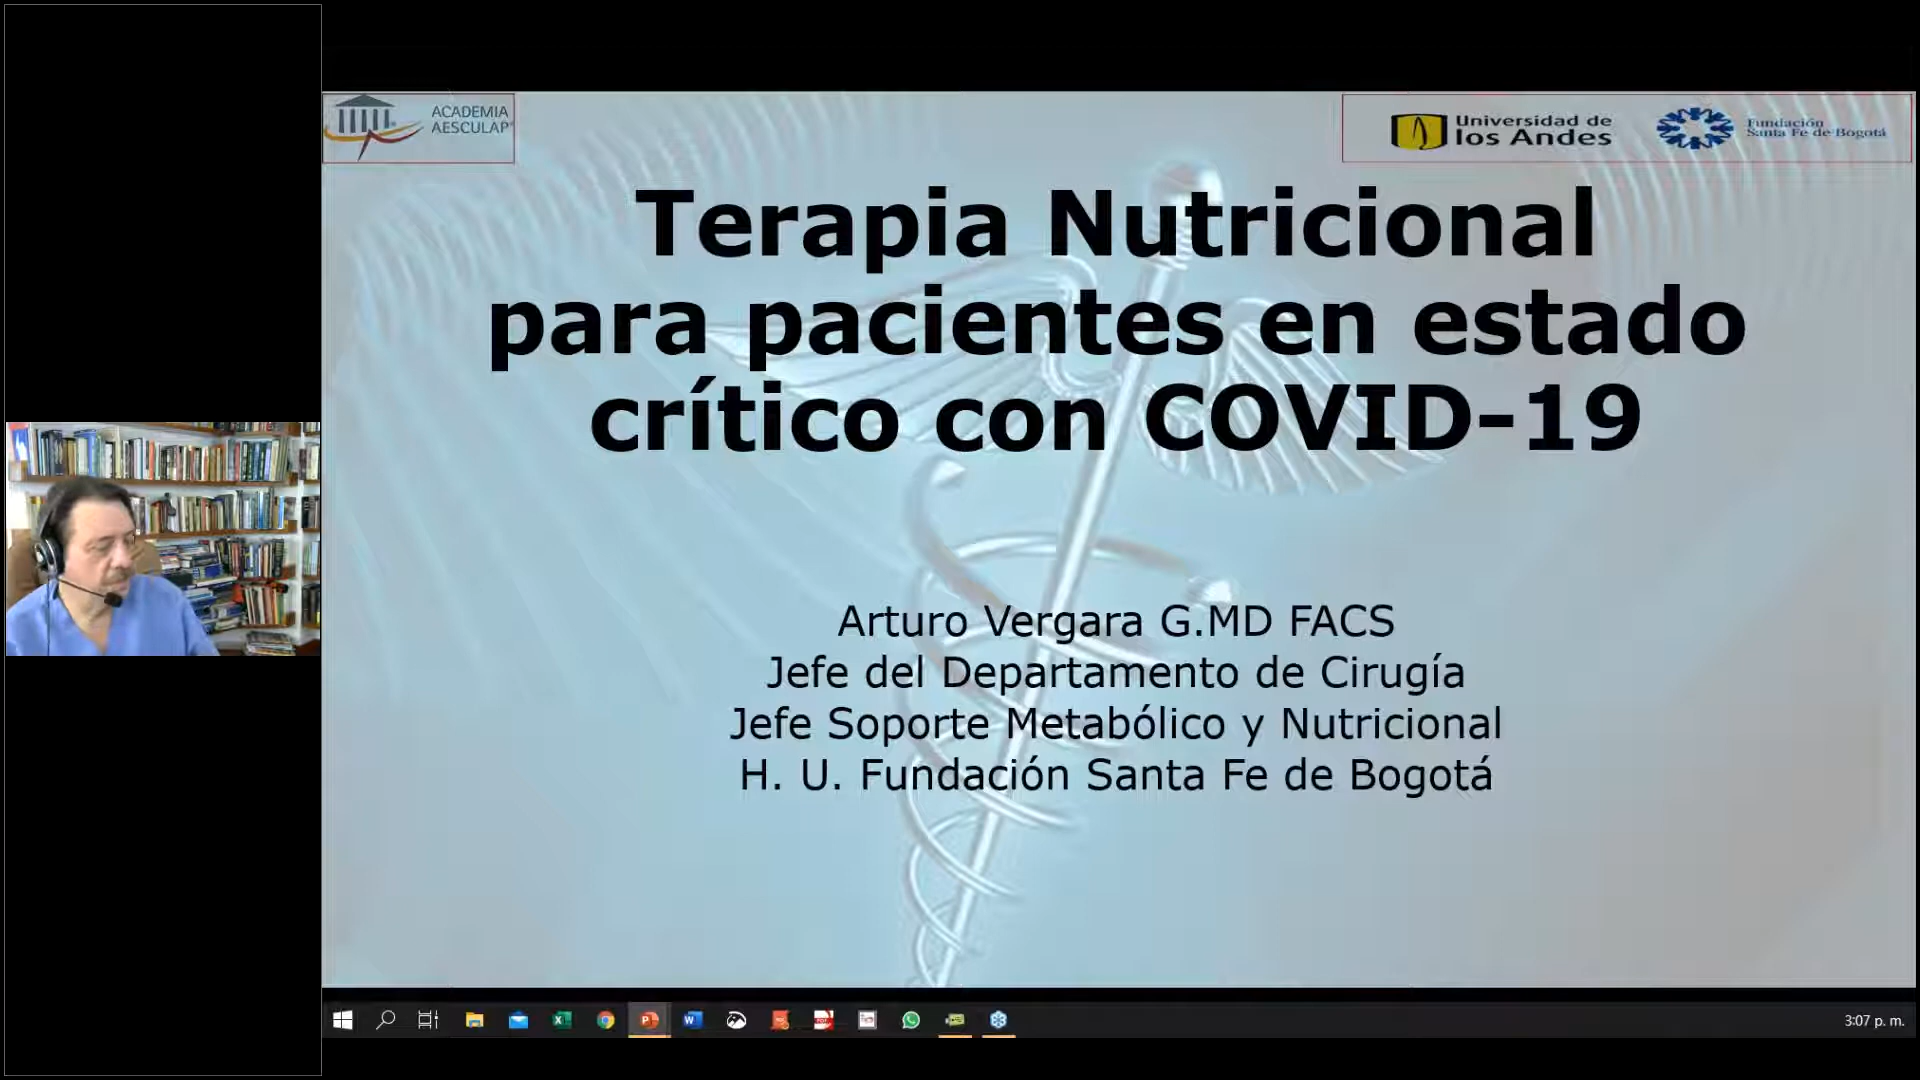 ACADEMIA
AESCULAP
Universidad de
los Andes
Fundación
Santa Fe de Bogotá
Terapia Nutricional
para pacientes en estado
crítico con COVID-19
Arturo Vergara G.MD FACS
Jefe del Departamento de Cirugía
Jefe Soporte Metabólico y Nutricional
H. U. Fundación Santa Fe de Bogotá
3:07 p. m.